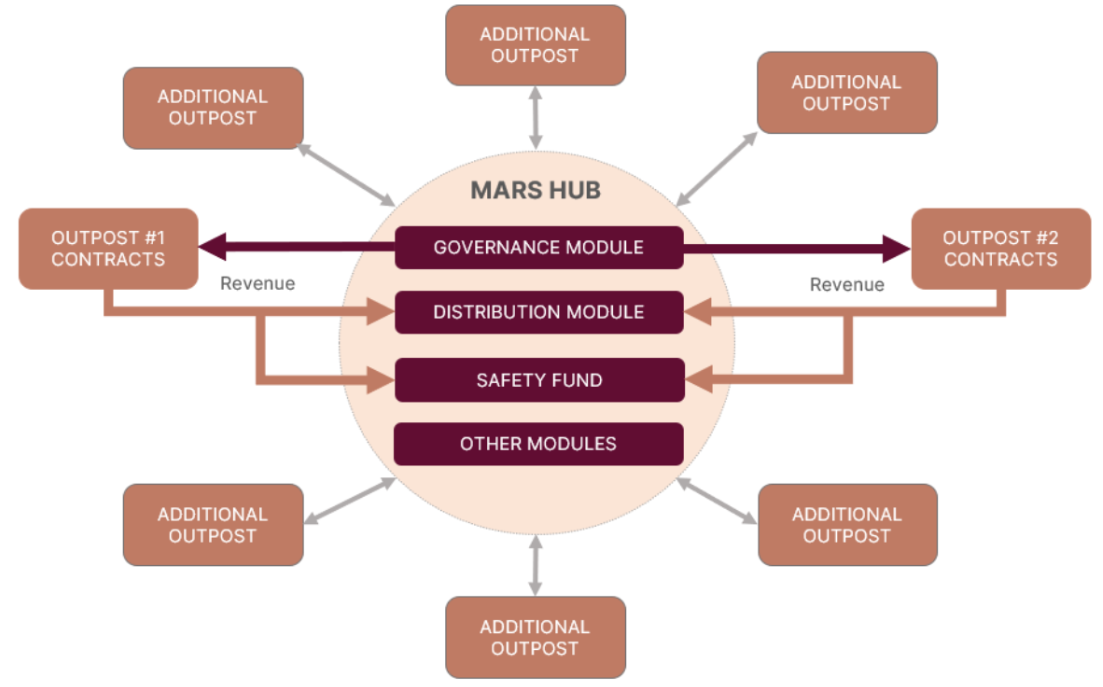 ADDITIONAL
OUTPOST
ADDITIONAL
OUTPOST
ADDITIONAL
OUTPOST
MARS HUB
OUTPOST #1
CONTRACTS
GOVERNANCE MODULE
OUTPOST #2
CONTRACTS
Revenue
Revenue
DISTRIBUTION MODULE
SAFETY FUND
OTHER MODULES
ADDITIONAL
OUTPOST
ADDITIONAL
OUTPOST
ADDITIONAL
OUTPOST